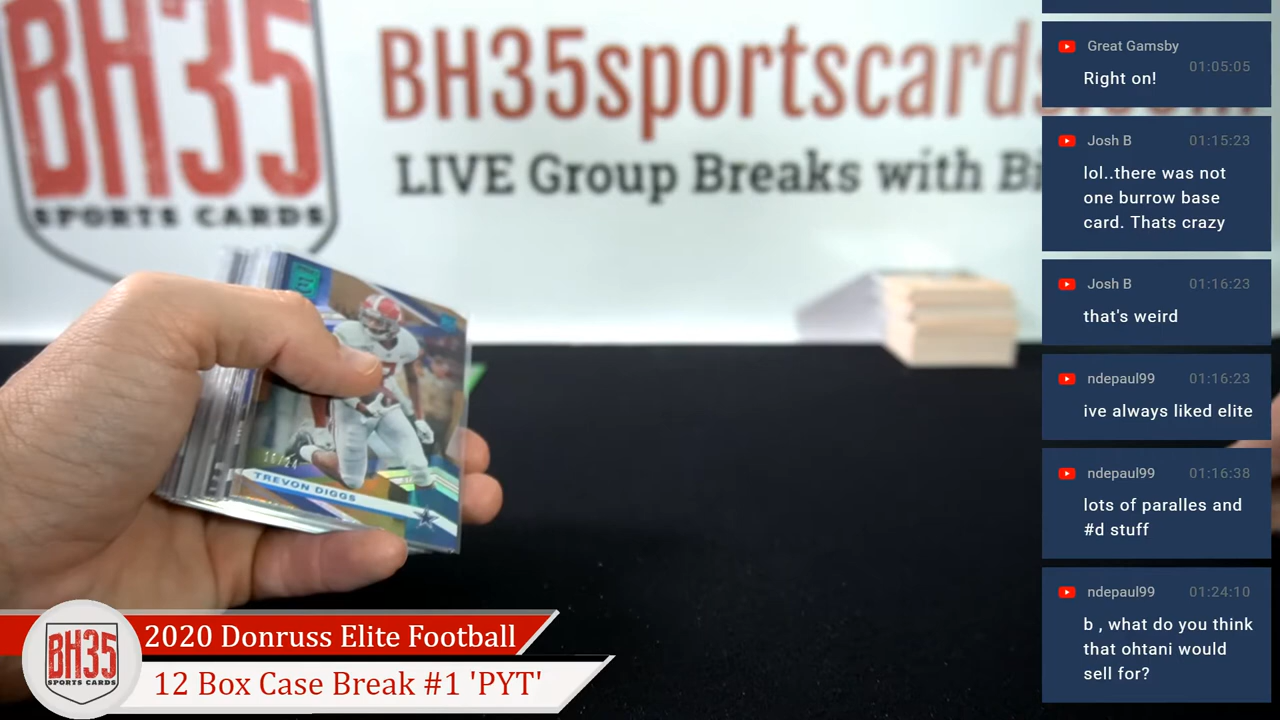 BH35
SPORTS CARDS
BH35sportscards.com
LIVE Group Breaks with Bi
TREVON DIGGS
2020 Donruss Elite Football
12 Box Case Break #1 'PYT'
BH35
SPORTS CARDS
Great Gamsby
01:05:05
Right on!
Josh B
01:15:23
lol..there was not
one burrow base
card. Thats crazy
Josh B
01:16:23
that's weird
ndepaul99
01:16:23
ive always liked elite
ndepaul99
01:16:38
lots of paralles and
#d stuff
ndepaul99
01:24:10
b , what do you think
that ohtani would
sell for?